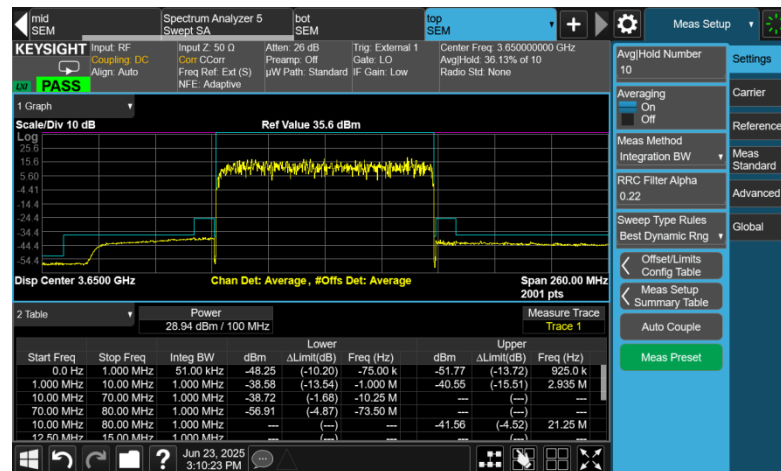 mid
SEM
Spectrum Analyzer 5
Swept SA
bot
SEM
top
SEM
Meas Setup
KEYSIGHT
Input: RF
Coupling: DC
Align: Auto
LXI
PASS
Input Z: 50 Ω
Corr CCorr
Freq Ref: Ext (S)
NFE: Adaptive
Atten: 26 dB
Preamp: Off
µW Path: Standard
Trig: External 1
Gate: LO
IF Gain: Low
Center Freq: 3.650000000 GHz
Avg|Hold: 36.13% of 10
Radio Std: None
1 Graph
Scale/Div 10 dB
Ref Value 35.6 dBm
Log
25.6
15.6
5.60
-4.41
-14.4
-24.4
-34.4
-44.4
-54.4
Disp Center 3.6500 GHz
Chan Det: Average, #Offs Det: Average
Span 260.00 MHz
2001 pts
2 Table
Power
28.94 dBm / 100 MHz
Measure Trace
Trace 1
Lower Upper
Start Freq Stop Freq Integ BW dBm ΔLimit(dB) Freq (Hz) dBm ΔLimit(dB) Freq (Hz)
0.0 Hz 1.000 MHz 51.00 kHz -48.25 (-10.20) -75.00 k -51.77 (-13.72) 925.0 k
1.000 MHz 10.00 MHz 1.000 MHz -38.58 (-13.54) -1.000 M -40.55 (-15.51) 2.935 M
10.00 MHz 70.00 MHz 1.000 MHz -38.72 (-1.68) -10.25 M --- (---) ---
70.00 MHz 80.00 MHz 1.000 MHz -56.91 (-4.87) -73.50 M --- (---) ---
10.00 MHz 80.00 MHz 1.000 MHz --- (---) --- -41.56 (-4.52) 21.25 M
12.50 MHz 15.00 MHz 1.000 MHz --- (---) --- --- (---) ---
Jun 23, 2025
3:10:23 PM
Avg|Hold Number
10
Averaging
On
Off
Meas Method
Integration BW
RRC Filter Alpha
0.22
Sweep Type Rules
Best Dynamic Rng
Offset/Limits
Config Table
Meas Setup
Summary Table
Auto Couple
Meas Preset
Settings
Carrier
Reference
Meas
Standard
Advanced
Global